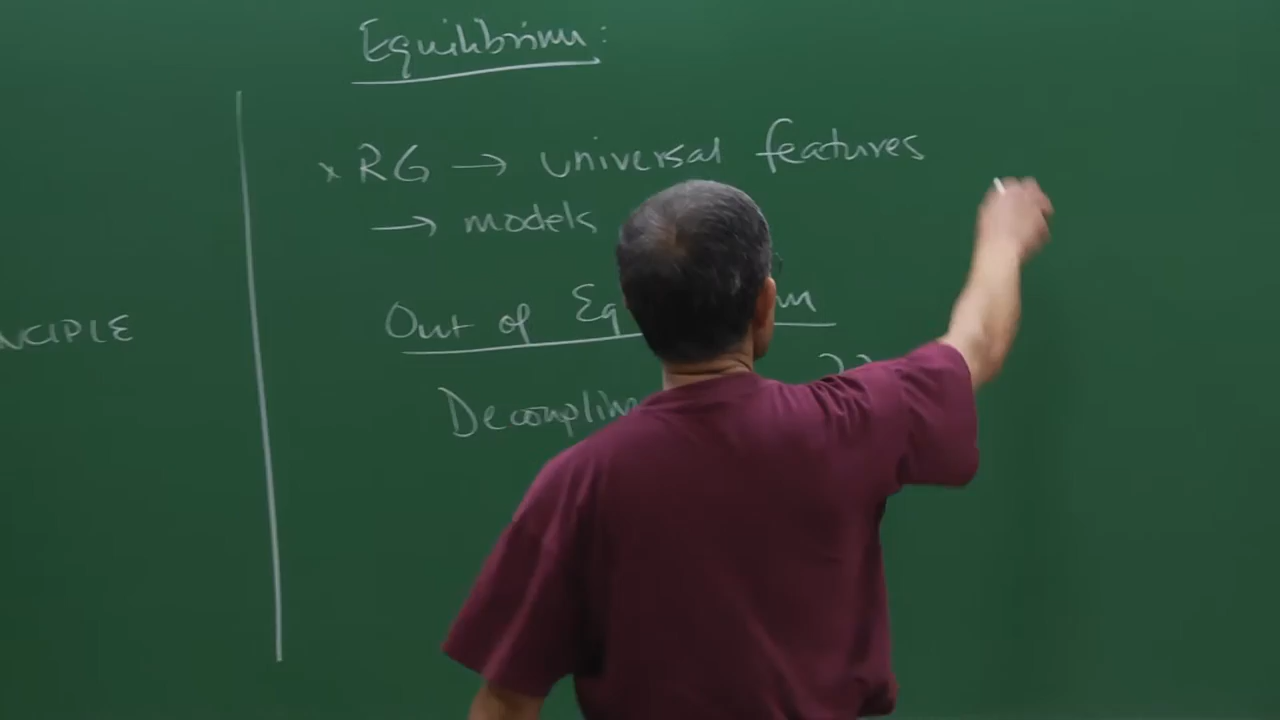 Equilibrium:
× RG → universal features
→ models
Out of Eq m
NCIPLE
Decouplin ??